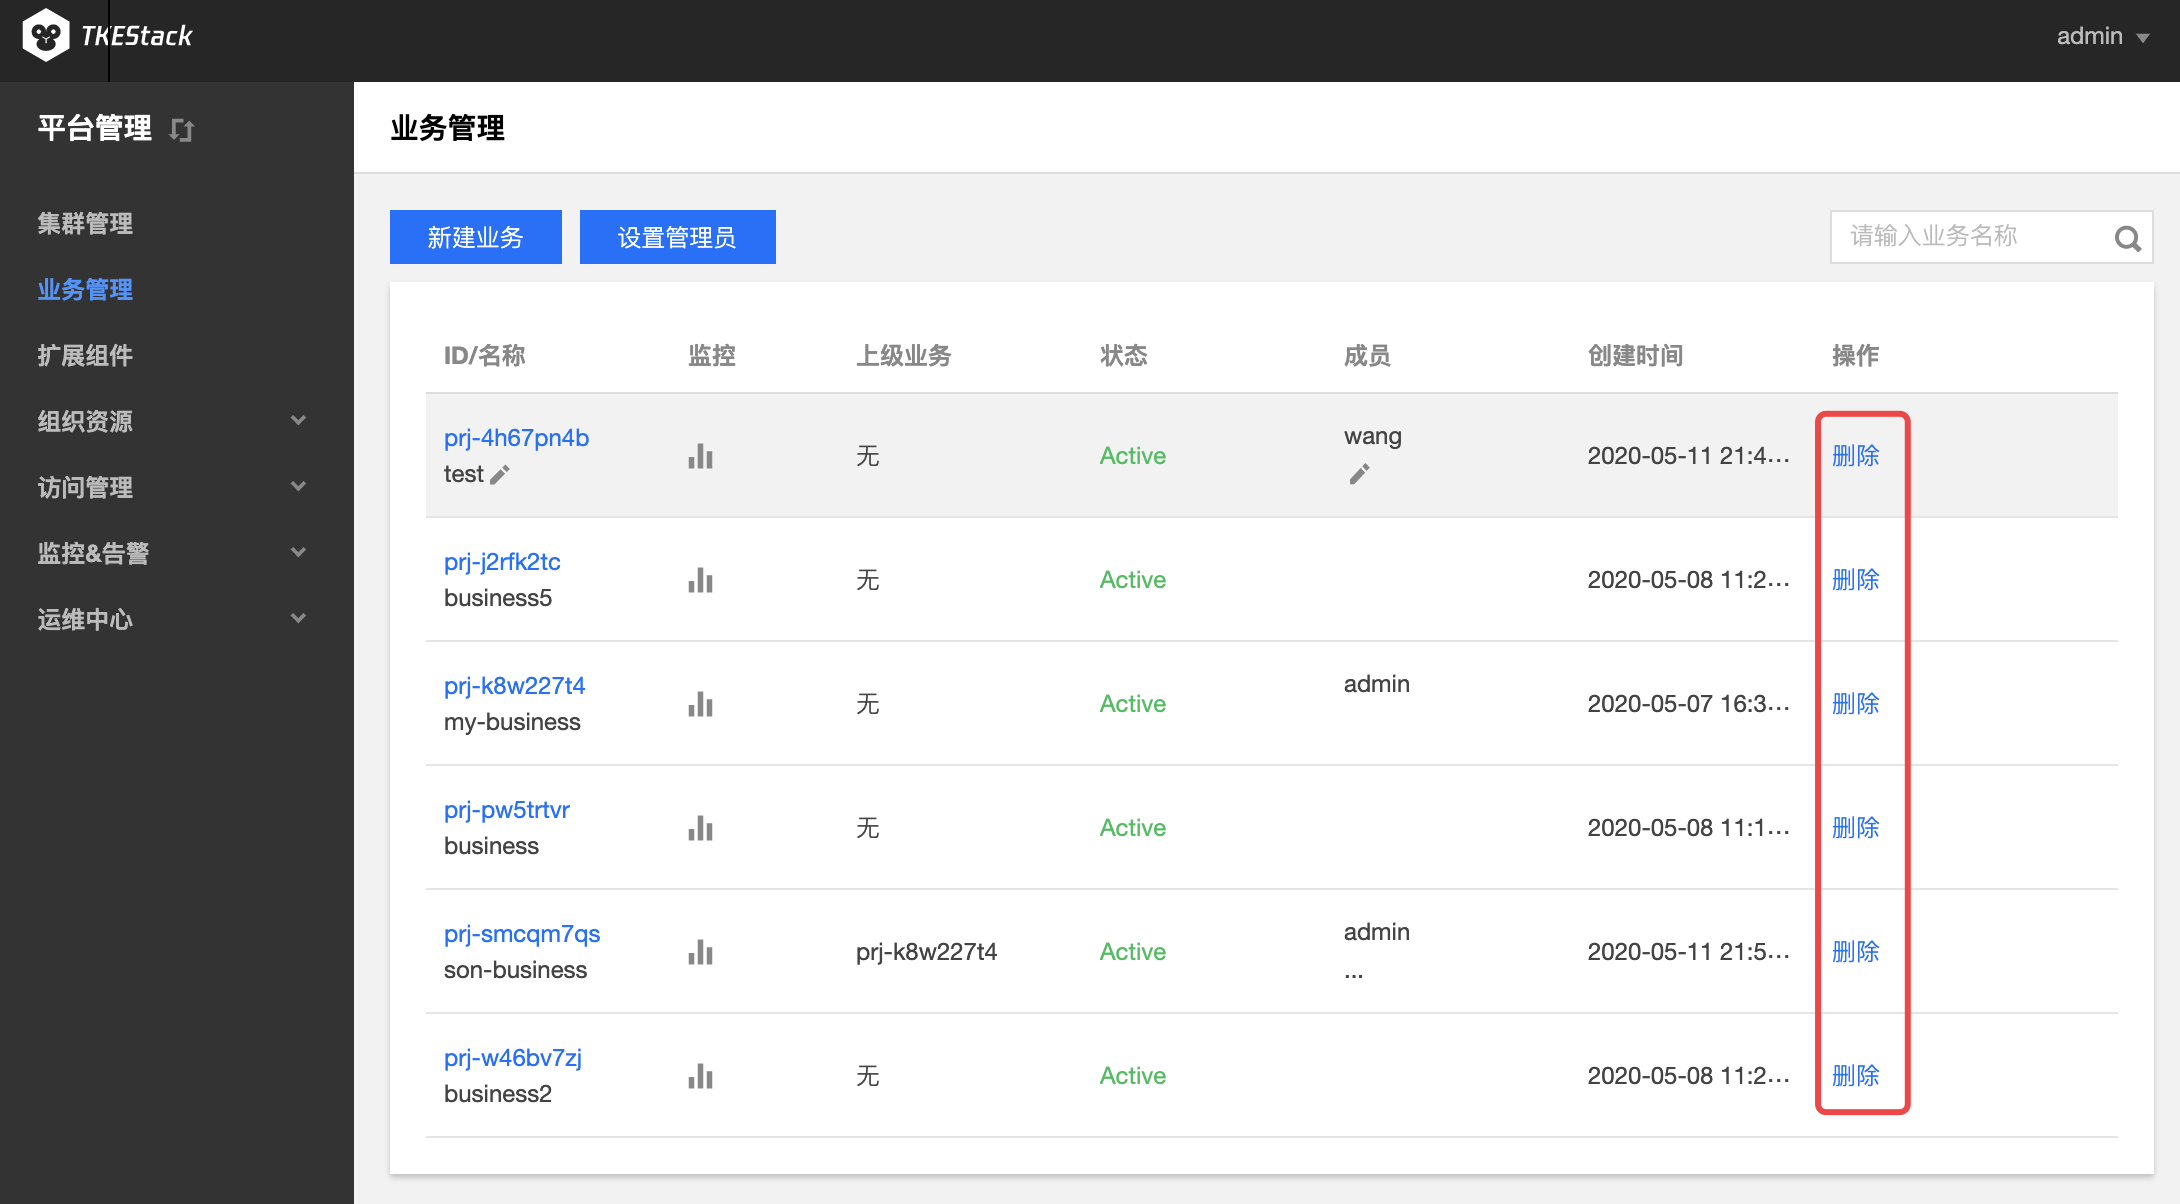 TKEStack
admin
平台管理
集群管理
业务管理
扩展组件
组织资源
访问管理
监控&告警
运维中心
业务管理
新建业务
设置管理员
请输入业务名称
ID/名称 监控 上级业务 状态 成员 创建时间 操作
prj-4h67pn4b
test
无 Active wang 2020-05-11 21:4... 删除
prj-j2rfk2tc
business5
无 Active 2020-05-08 11:2... 删除
prj-k8w227t4
my-business
无 Active admin 2020-05-07 16:3... 删除
prj-pw5trtvr
business
无 Active 2020-05-08 11:1... 删除
prj-smcqm7qs
son-business
prj-k8w227t4 Active admin
...
2020-05-11 21:5... 删除
prj-w46bv7zj
business2
无 Active 2020-05-08 11:2... 删除